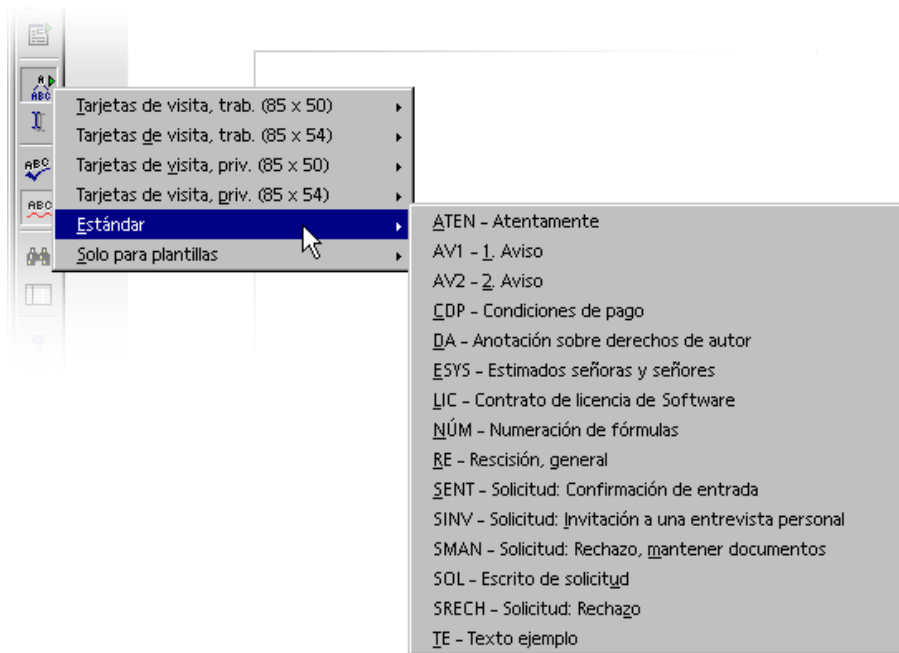 A
ABC
Tarjetas de visita, trab. (85 x 50)
Tarjetas de visita, trab. (85 x 54)
ABC
Tarjetas de visita, priv. (85 x 50)
Tarjetas de visita, priv. (85 x 54)
ABC
Estándar
Solo para plantillas
ATEN - Atentamente
AV1 - 1. Aviso
AV2 - 2. Aviso
CDP - Condiciones de pago
DA - Anotación sobre derechos de autor
ESYS - Estimados señoras y señores
LIC - Contrato de licencia de Software
NÚM - Numeración de fórmulas
RE - Rescisión, general
SENT - Solicitud: Confirmación de entrada
SINV - Solicitud: Invitación a una entrevista personal
SMAN - Solicitud: Rechazo, mantener documentos
SOL - Escrito de solicitud
SRECH - Solicitud: Rechazo
TE - Texto ejemplo